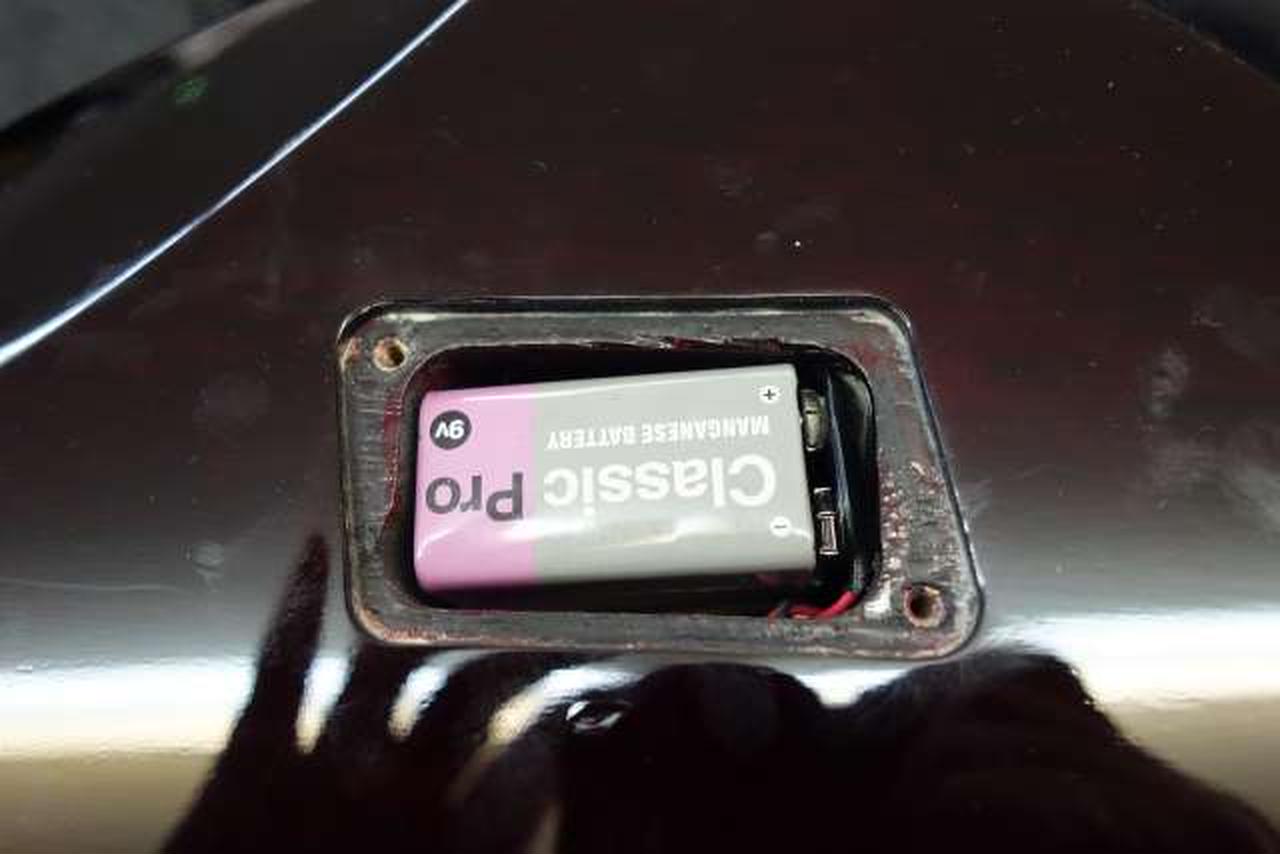 Classic Pro
MANGANESE BATTERY
9v
+
-